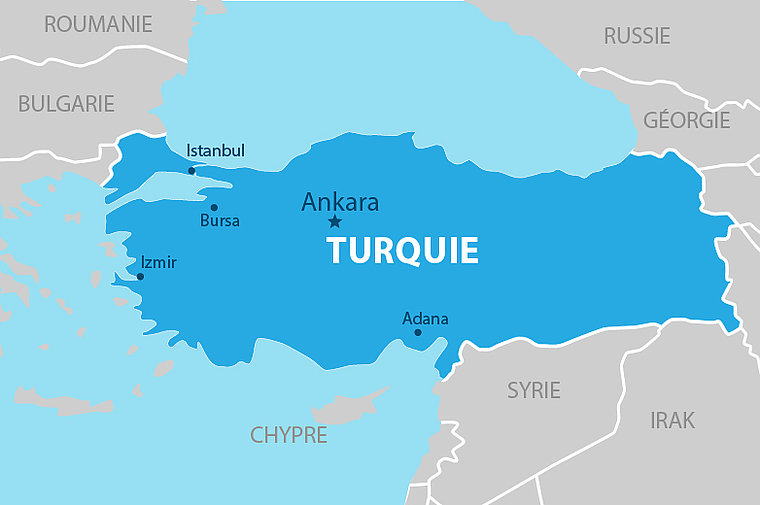 ROUMANIE
RUSSIE
BULGARIE
GÉORGIE
Istanbul
Ankara
Bursa
TURQUIE
Izmir
Adana
SYRIE
IRAK
CHYPRE